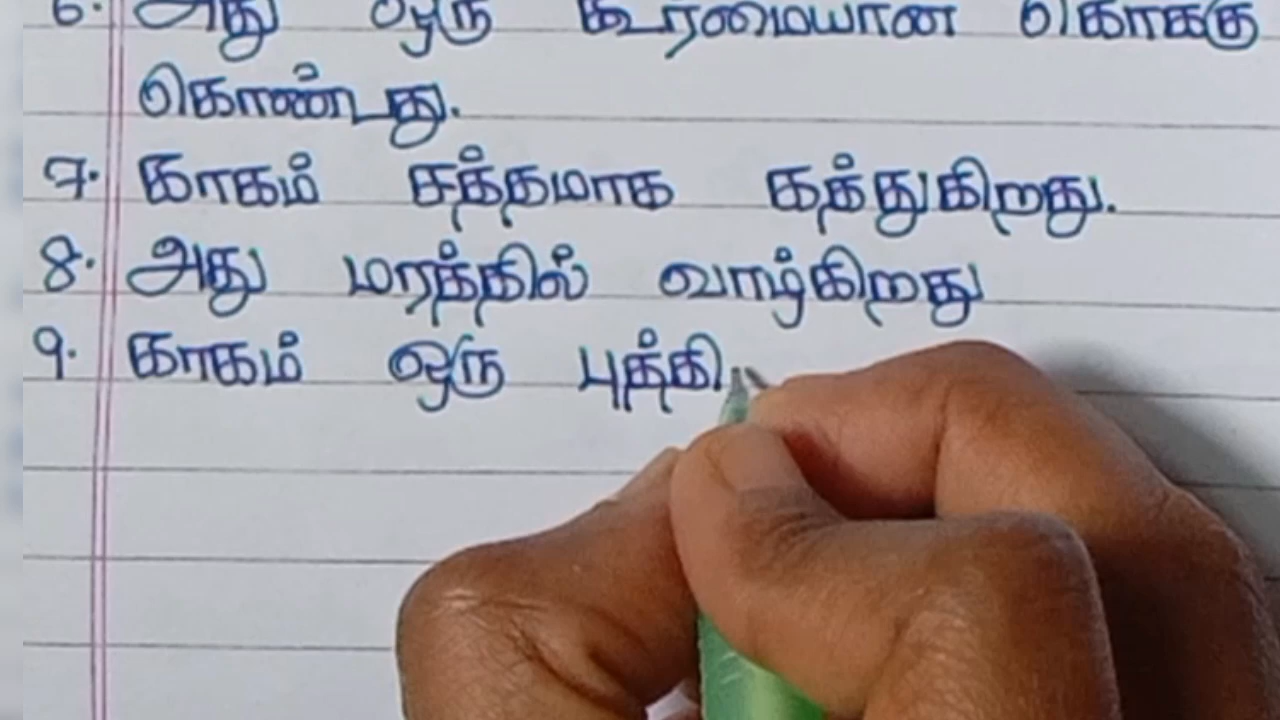 6. அது ஒரு கூர்மையான கொக்கு
கொண்டது.
7. காகம் சத்தமாக கத்துகிறது.
8. அது மரத்தில் வாழ்கிறது
9. காகம் ஒரு புத்தி